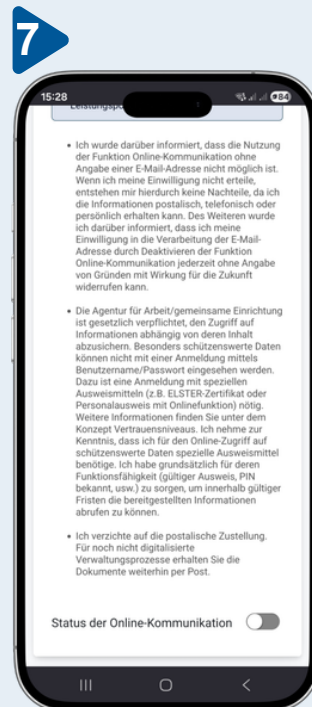 7
15:28
84
Ich wurde darüber informiert, dass die Nutzung
der Funktion Online-Kommunikation ohne
Angabe einer E-Mail-Adresse nicht möglich ist.
Wenn ich meine Einwilligung nicht erteile,
entstehen mir hierdurch keine Nachteile, da ich
die Informationen postalisch, telefonisch oder
persönlich erhalten kann. Des Weiteren wurde
ich darüber informiert, dass ich meine
Einwilligung in die Verarbeitung der E-Mail-
Adresse durch Deaktivieren der Funktion
Online-Kommunikation jederzeit ohne Angabe
von Gründen mit Wirkung für die Zukunft
widerrufen kann.
Die Agentur für Arbeit/gemeinsame Einrichtung
ist gesetzlich verpflichtet, den Zugriff auf
Informationen abhängig von deren Inhalt
abzusichern. Besonders schützenswerte Daten
können nicht mit einer Anmeldung mittels
Benutzername/Passwort eingesehen werden.
Dazu ist eine Anmeldung mit speziellen
Ausweismitteln (z.B. ELSTER-Zertifikat oder
Personalausweis mit Onlinefunktion) nötig.
Weitere Informationen finden Sie unter dem
Konzept Vertrauensniveaus. Ich nehme zur
Kenntnis, dass ich für den Online-Zugriff auf
schützenswerte Daten spezielle Ausweismittel
benötige. Ich habe grundsätzlich für deren
Funktionsfähigkeit (gültiger Ausweis, PIN
bekannt, usw.) zu sorgen, um innerhalb gültiger
Fristen die bereitgestellten Informationen
abrufen zu können.
Ich verzichte auf die postalische Zustellung.
Für noch nicht digitalisierte
Verwaltungsprozesse erhalten Sie die
Dokumente weiterhin per Post.
Status der Online-Kommunikation